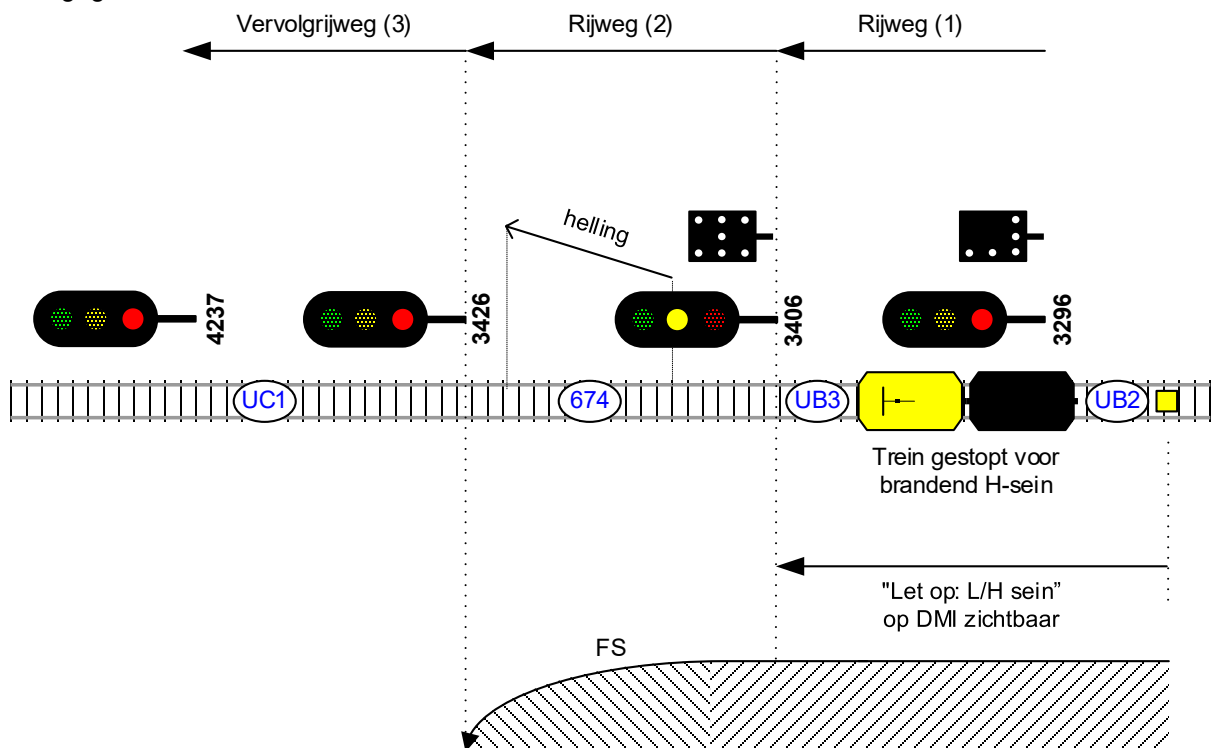 Vervolgrijweg (3)
Rijweg (2)
Rijweg (1)
helling
4237
3426
3406
3296
UC1
674
UB3
UB2
Trein gestopt voor
brandend H-sein
"Let op: L/H sein”
op DMI zichtbaar
FS